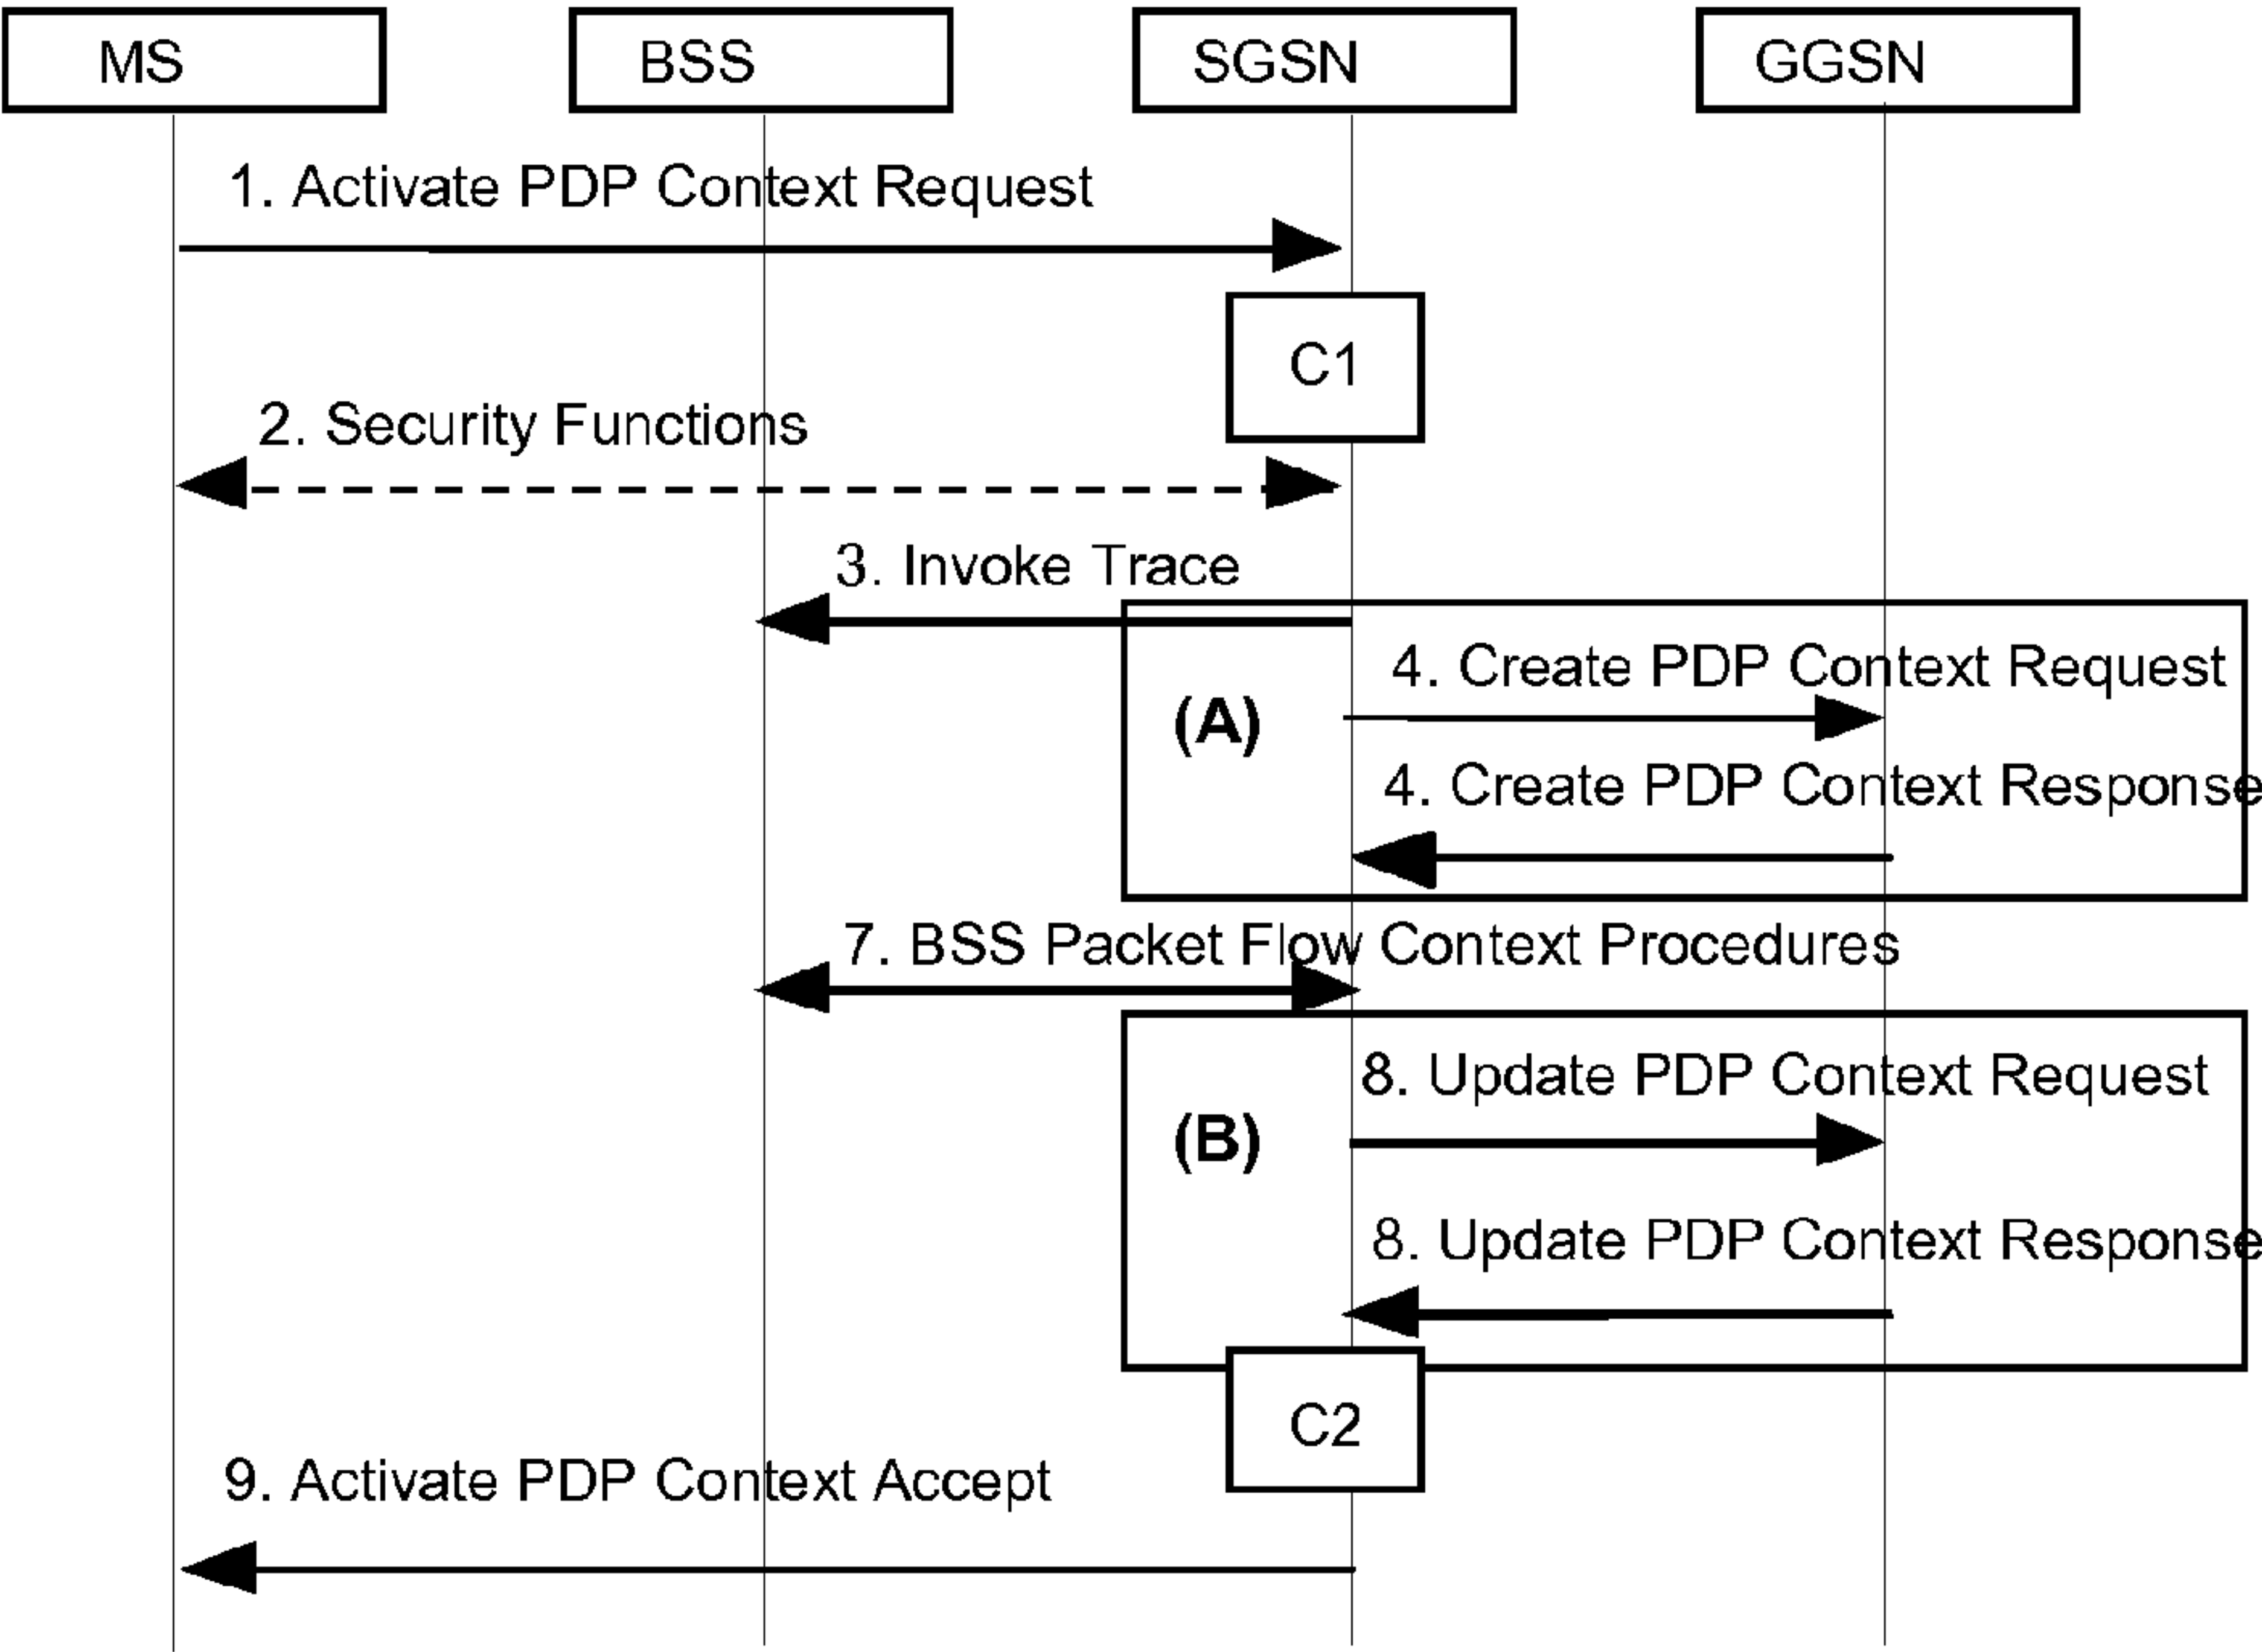 MS
BSS
SGSN
GGSN
1. Activate PDP Context Request
C1
2. Security Functions
3. Invoke Trace
4. Create PDP Context Request
(A)
4. Create PDP Context Response
7. BSS Packet Flow Context Procedures
8. Update PDP Context Request
(B)
8. Update PDP Context Response
C2
9. Activate PDP Context Accept